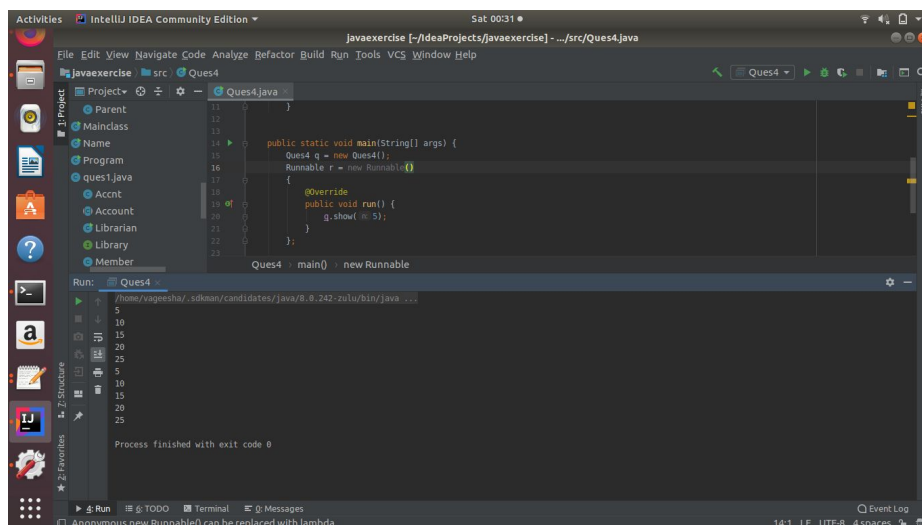 Activities IntelliJ IDEA Community Edition Sat 00:31
javaexercise [~/IdeaProjects/javaexercise] - .../src/Ques4.java
File Edit View Navigate Code Analyze Refactor Build Run Tools VCS Window Help
javaexercise src Ques4 Ques4
1: Project
Project Ques4.java
Parent
Mainclass
Name
Program
ques1.java
Accnt
Account
Librarian
Library
Member
11 }
12
13
14 public static void main(String[] args) {
15 Ques4 q = new Ques4();
16 Runnable r = new Runnable()
17 {
18 @Override
19 public void run() {
20 q.show( n: 5);
21 }
22 };
23
Ques4 main() new Runnable
Run: Ques4
/home/vageesha/.sdkman/candidates/java/8.0.242-zulu/bin/java ...
5
10
15
20
25
5
10
15
20
25
Process finished with exit code 0
7: Structure
2: Favorites
4: Run 6: TODO Terminal 0: Messages Event Log
Anonymous new Runnable() can be replaced with lambda 14:1 LF UTF-8 4 spaces